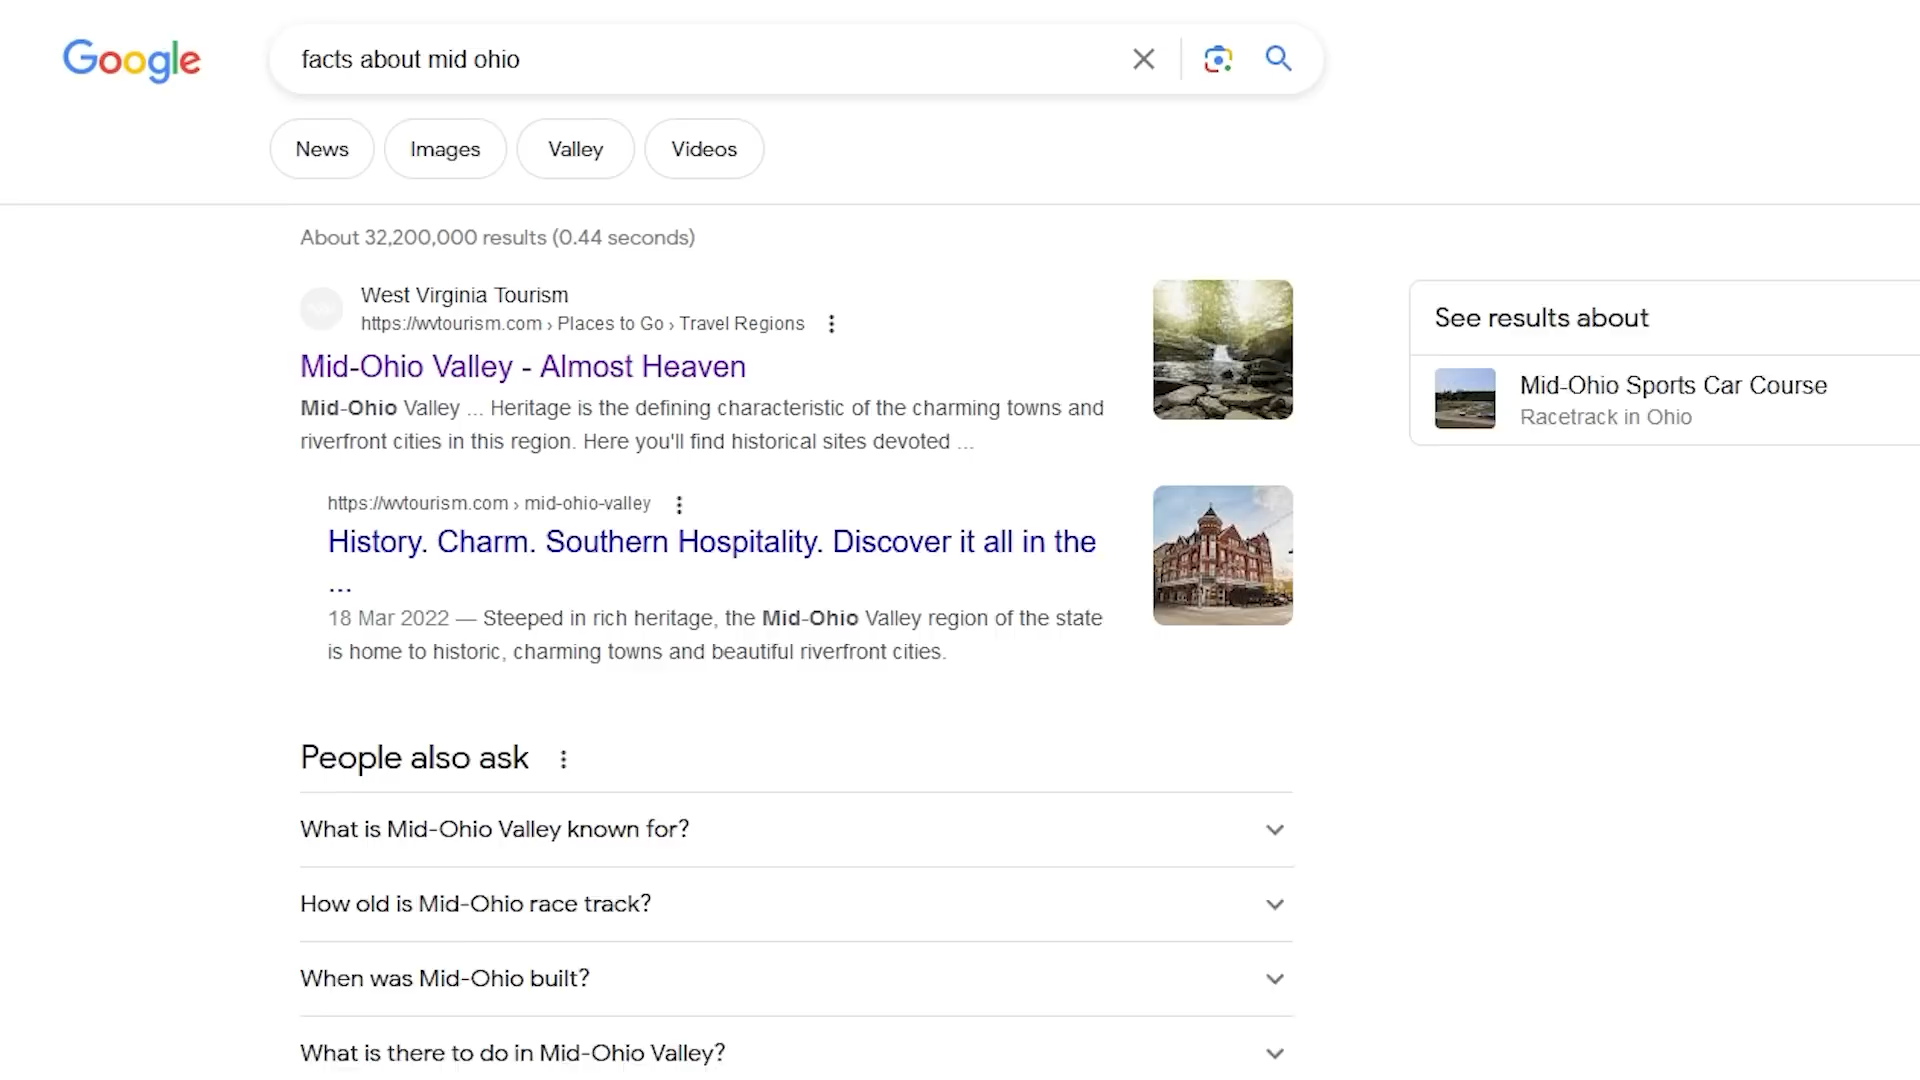 Google
facts about mid ohio
News
Images
Valley
Videos
About 32,200,000 results (0.44 seconds)
West Virginia Tourism
https://wvtourism.com › Places to Go › Travel Regions
Mid-Ohio Valley - Almost Heaven
Mid-Ohio Valley ... Heritage is the defining characteristic of the charming towns and
riverfront cities in this region. Here you'll find historical sites devoted ...
https://wvtourism.com › mid-ohio-valley
History. Charm. Southern Hospitality. Discover it all in the
...
18 Mar 2022 — Steeped in rich heritage, the Mid-Ohio Valley region of the state
is home to historic, charming towns and beautiful riverfront cities.
People also ask
What is Mid-Ohio Valley known for?
How old is Mid-Ohio race track?
When was Mid-Ohio built?
What is there to do in Mid-Ohio Valley?
See results about
Mid-Ohio Sports Car Course
Racetrack in Ohio